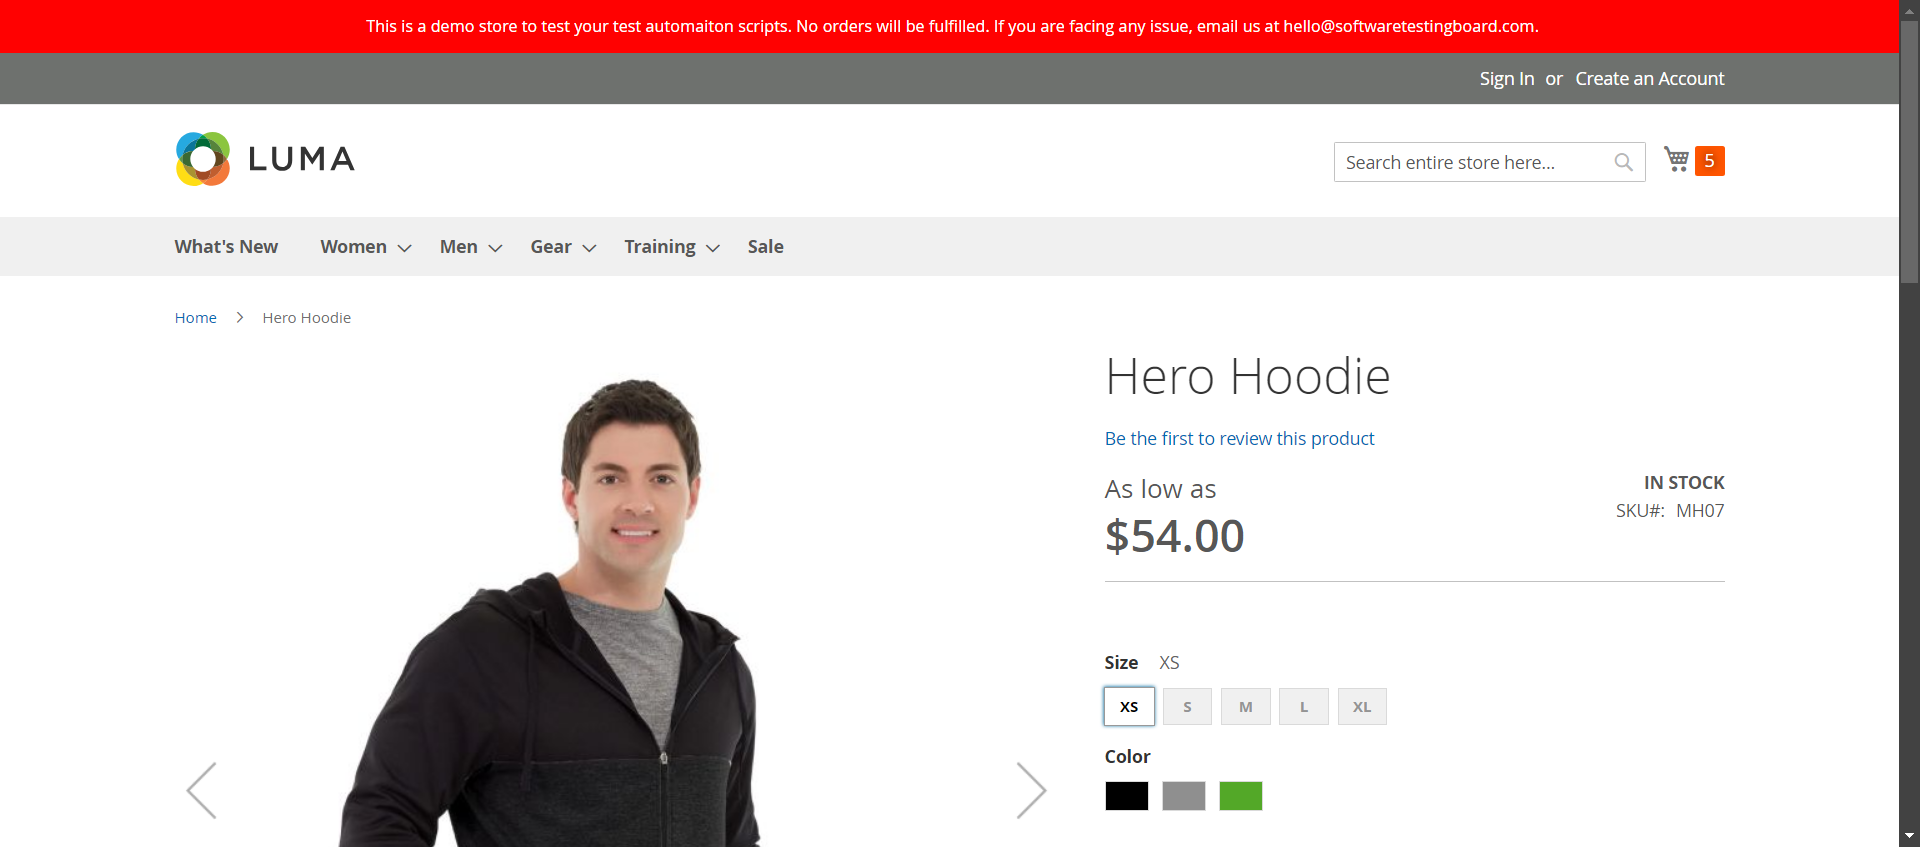 This is a demo store to test your test automaiton scripts. No orders will be fulfilled. If you are facing any issue, email us at hello@softwaretestingboard.com.
Sign In or Create an Account
LUMA
Search entire store here...
5
What's New Women Men Gear Training Sale
Home > Hero Hoodie
Hero Hoodie
Be the first to review this product
As low as
$54.00
IN STOCK
SKU#: MH07
Size XS
XS S M L XL
Color